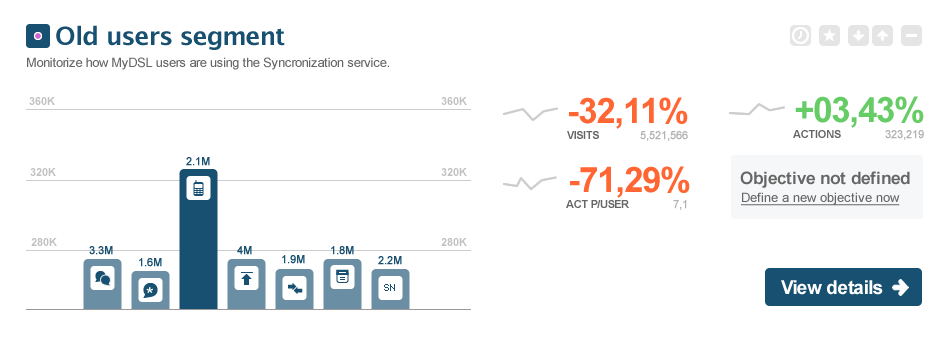 Old users segment
Monitorize how MyDSL users are using the Syncronization service.
360K 360K
320K 320K
280K 280K
3.3M
1.6M
2.1M
4M
1.9M
1.8M
2.2M
SN
-32,11%
VISITS 5,521,566
+03,43%
ACTIONS 323,219
-71,29%
ACT P/USER 7,1
Objective not defined
Define a new objective now
View details